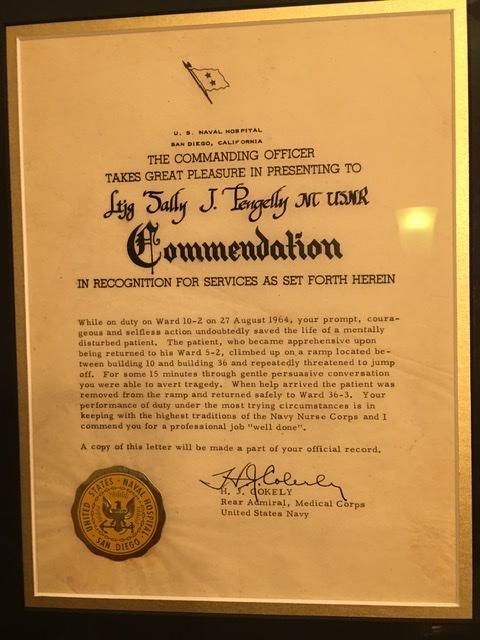 U. S. NAVAL HOSPITAL
SAN DIEGO, CALIFORNIA
THE COMMANDING OFFICER
TAKES GREAT PLEASURE IN PRESENTING TO
Ltjg Sally J. Pengelly NC USNR
Commendation
IN RECOGNITION FOR SERVICES AS SET FORTH HEREIN
While on duty on Ward 10-2 on 27 August 1964, your prompt, coura-
geous and selfless action undoubtedly saved the life of a mentally
disturbed patient. The patient, who became apprehensive upon
being returned to his Ward 5-2, climbed up on a ramp located be-
tween building 10 and building 36 and repeatedly threatened to jump
off. For some 15 minutes through gentle persuasive conversation
you were able to avert tragedy. When help arrived the patient was
removed from the ramp and returned safely to Ward 36-3. Your
performance of duty under the most trying circumstances is in
keeping with the highest traditions of the Navy Nurse Corps and I
commend you for a professional job "well done".
A copy of this letter will be made a part of your official record.
H J Cokely
H. J. COKELY
Rear Admiral, Medical Corps
United States Navy
UNITED STATES NAVAL HOSPITAL
SAN DIEGO